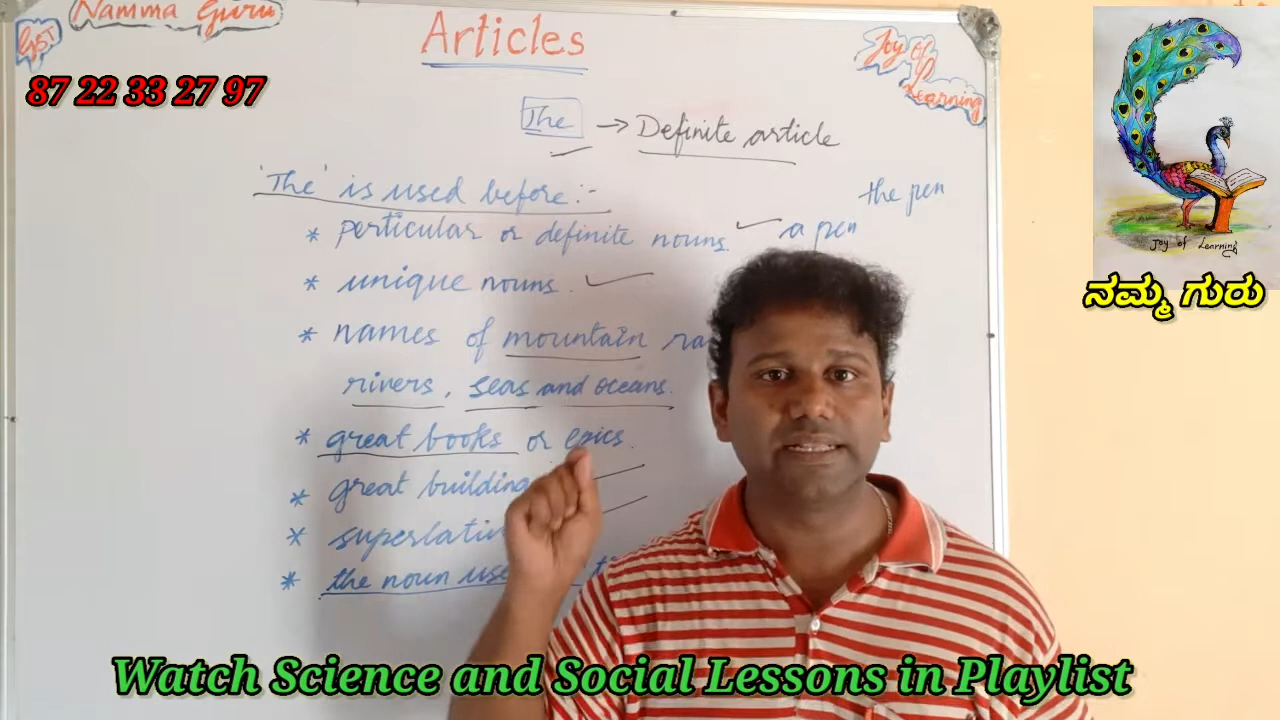 Namma Guru
GST
87 22 33 27 97
Articles
Joy Of
Learning
The → Definite article
'The' is used before:-
the pen
* perticular or definite nouns. a pen
* unique nouns.
* names of mountain
rivers, seas and oceans.
* great books or epics.
* great building
* superlati
* the noun use
Joy of Learning
ನಮ್ಮ ಗುರು
Watch Science and Social Lessons in Playlist